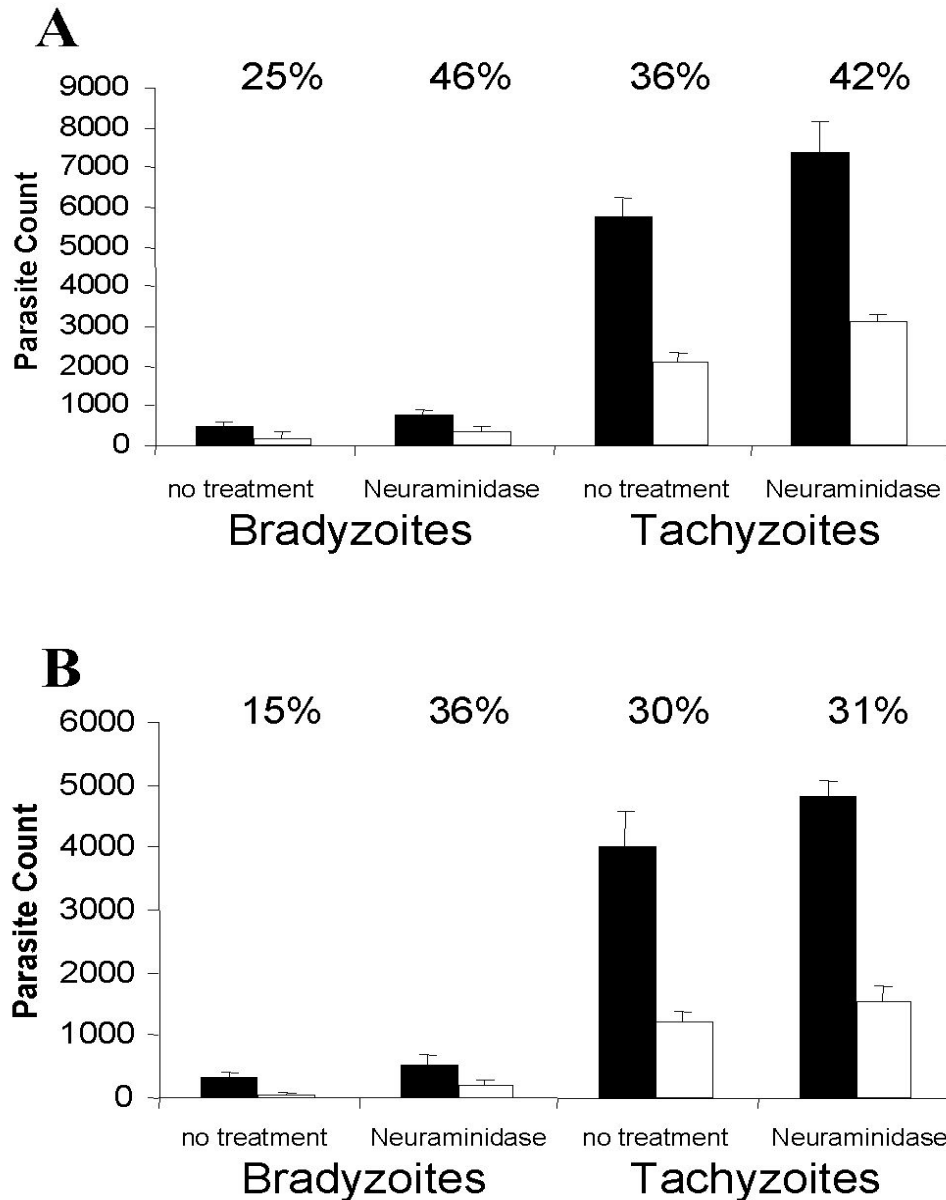 A
25% 46% 36% 42%
9000
8000
7000
6000
5000
4000
3000
2000
1000
0
Parasite Count
no treatment Neuraminidase no treatment Neuraminidase
Bradyzoites Tachyzoites
B
15% 36% 30% 31%
6000
5000
4000
3000
2000
1000
0
Parasite Count
no treatment Neuraminidase no treatment Neuraminidase
Bradyzoites Tachyzoites